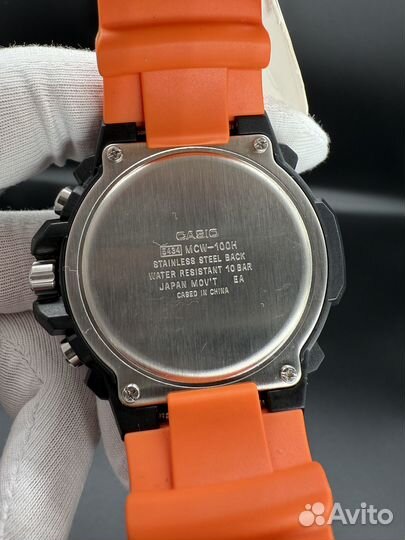 CASIO
5434 MCW-100H
STAINLESS STEEL BACK
WATER RESISTANT 10 BAR
JAPAN MOV'T EA
CASED IN CHINA
Avito